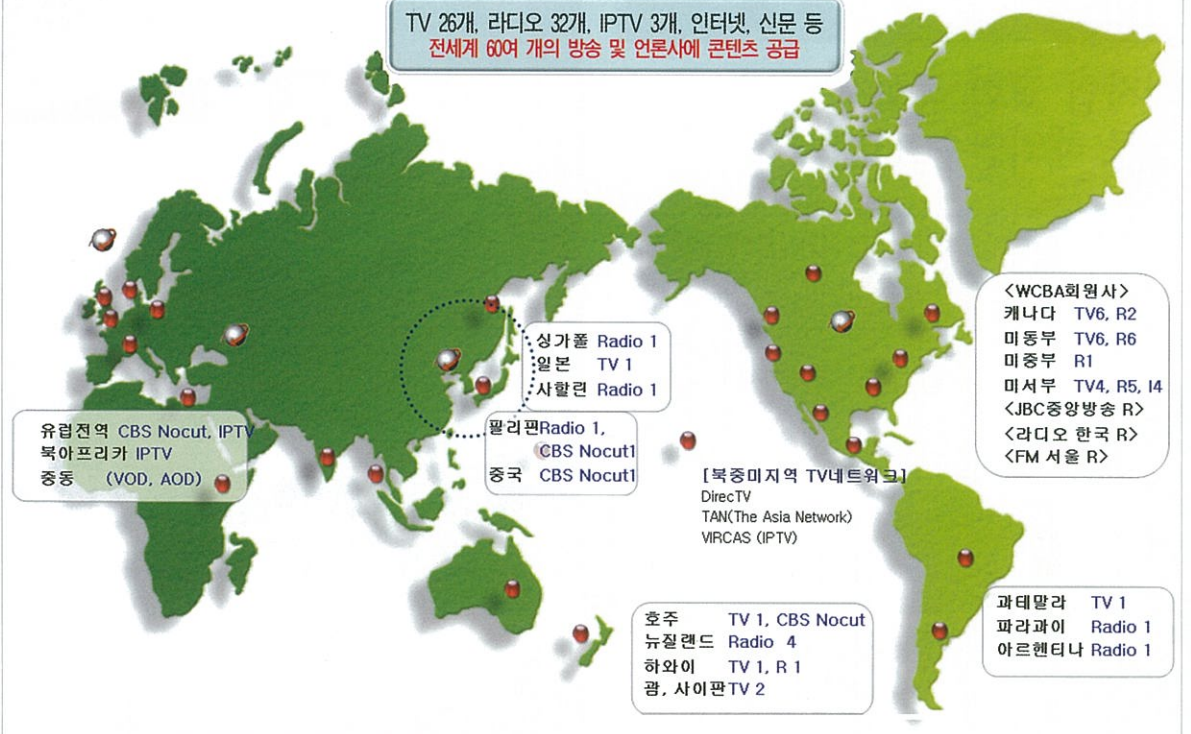 TV 26개, 라디오 32개, IPTV 3개, 인터넷, 신문 등
전세계 60여 개의 방송 및 언론사에 콘텐츠 공급
<WCBA회원사>
캐나다 TV6, R2
미동부 TV6, R6
미중부 R1
미서부 TV4, R5, I4
<JBC중앙방송 R>
<라디오 한국 R>
<FM 서울 R>
싱가폴 Radio 1
일본 TV 1
사할린 Radio 1
팔리핀Radio 1,
CBS Nocut1
중국 CBS Nocut1
유럽전역 CBS Nocut, IPTV
북아프리카 IPTV
중동 (VOD, AOD)
[북중미지역 TV네트워크]
DirecTV
TAN(The Asia Network)
VIRCAS (IPTV)
호주 TV 1, CBS Nocut
뉴질랜드 Radio 4
하와이 TV 1, R 1
괌, 사이판TV 2
과테말라 TV 1
파라과이 Radio 1
아르헨티나 Radio 1